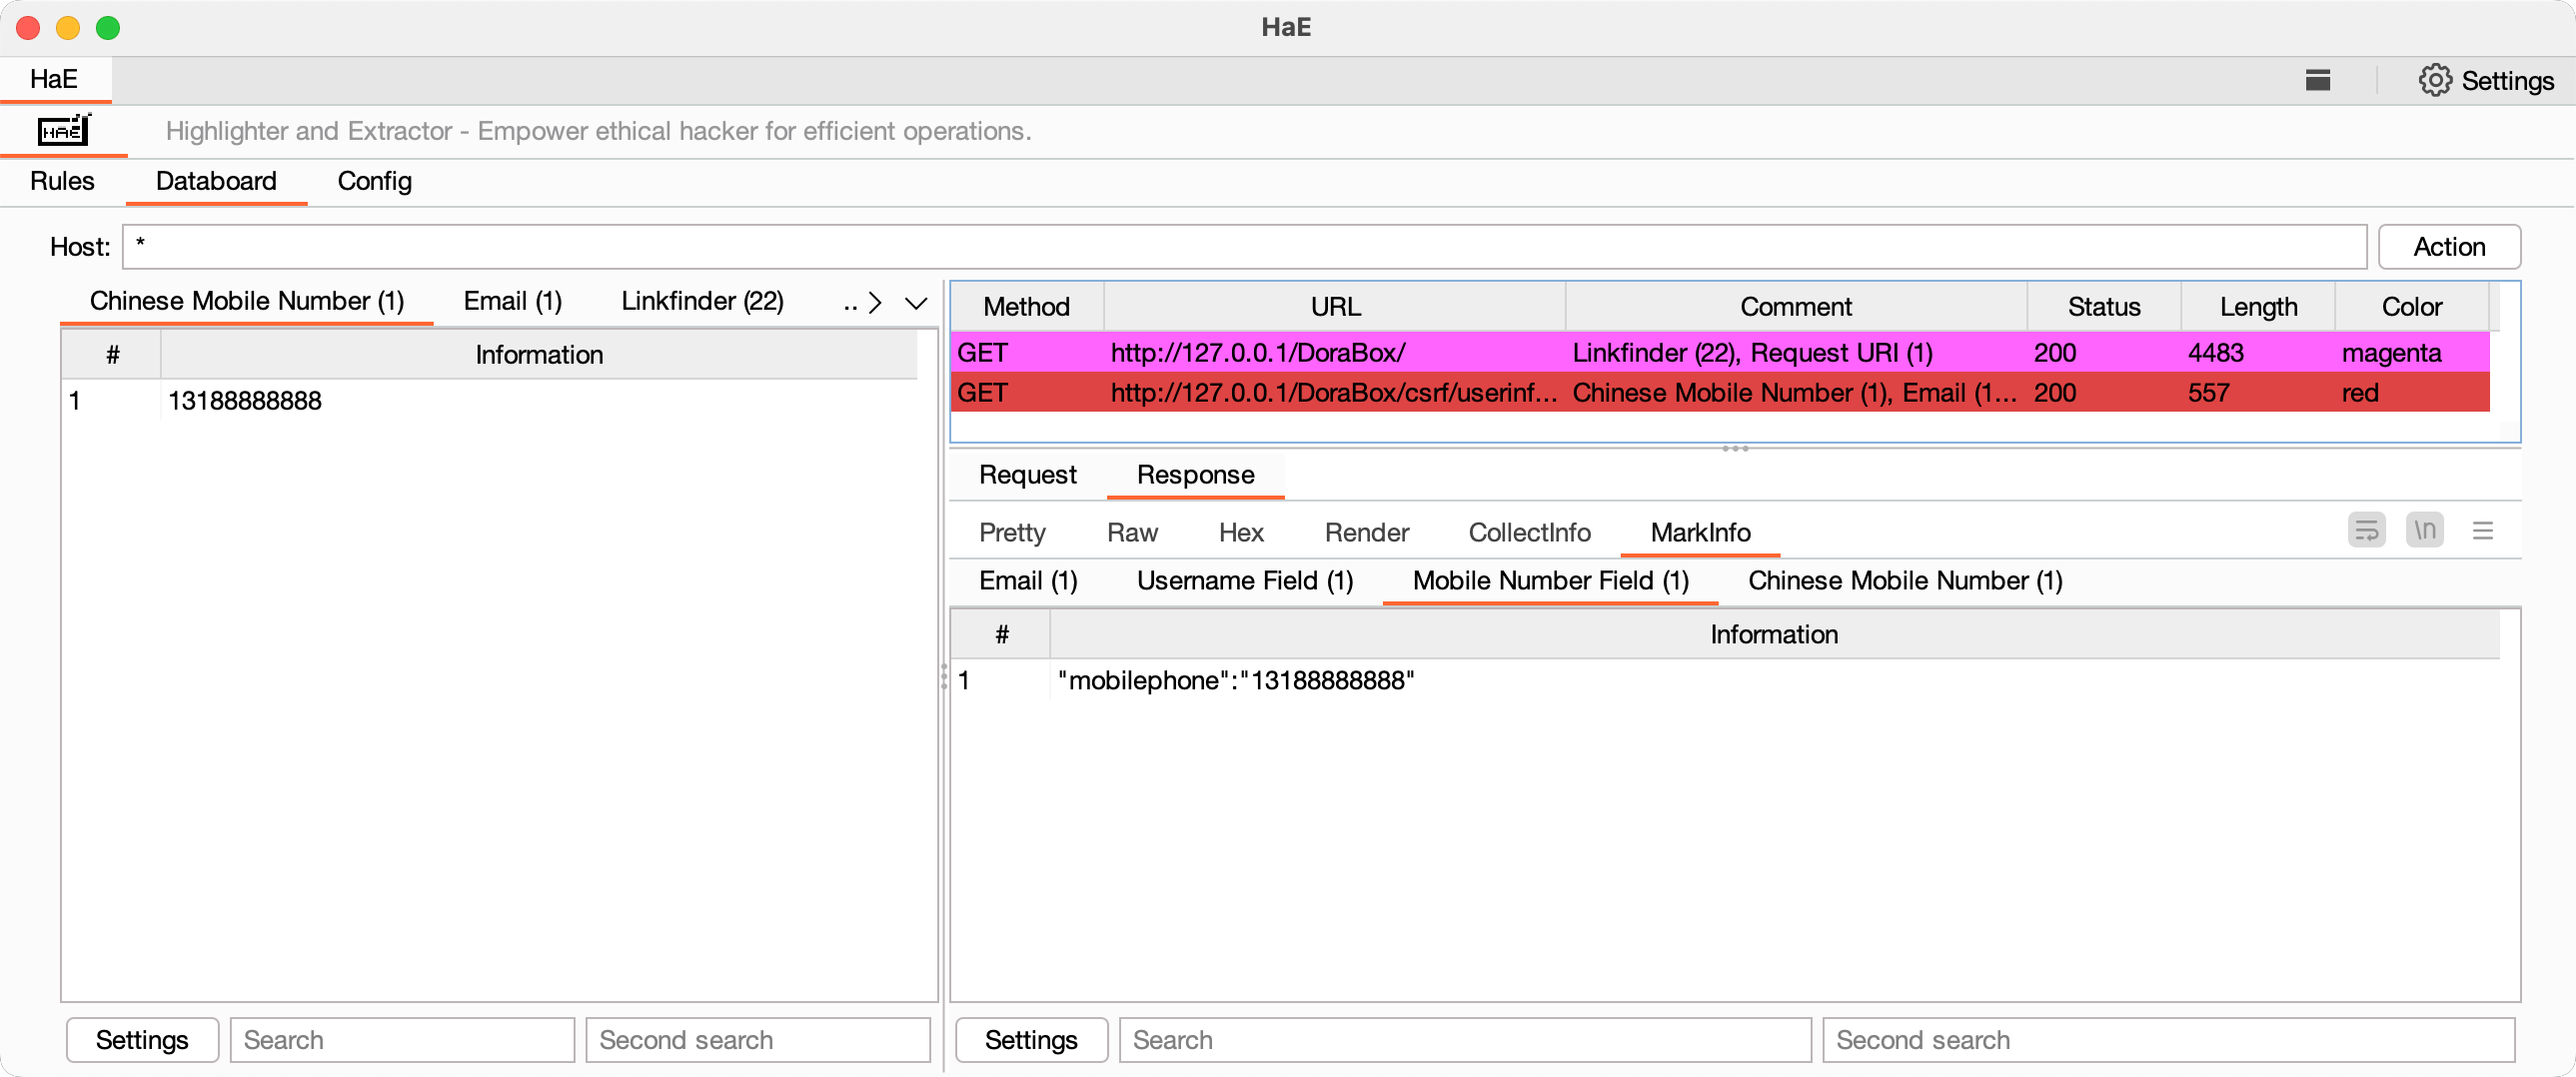 HaE
HaE
Settings
HAE
Highlighter and Extractor - Empower ethical hacker for efficient operations.
Rules Databoard Config
Host: * Action
Chinese Mobile Number (1) Email (1) Linkfinder (22) ..
# Information
1 13188888888
Settings Search Second search
Method URL Comment Status Length Color
GET http://127.0.0.1/DoraBox/ Linkfinder (22), Request URI (1) 200 4483 magenta
GET http://127.0.0.1/DoraBox/csrf/userinf... Chinese Mobile Number (1), Email (1... 200 557 red
Request Response
Pretty Raw Hex Render CollectInfo MarkInfo \n
Email (1) Username Field (1) Mobile Number Field (1) Chinese Mobile Number (1)
# Information
1 "mobilephone":"13188888888"
Settings Search Second search